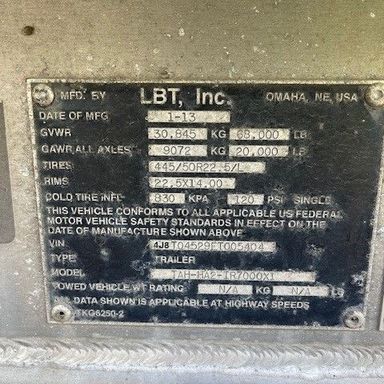 MFD. BY LBT, Inc. OMAHA, NE, USA
DATE OF MFG 1-13
GVWR 30,845 KG 68,000 LB
GAWR ALL AXLES 9072 KG 20,000 LB
TIRES 445/50R22.5/L
RIMS 22.5X14.00
COLD TIRE INFL 830 KPA 120 PSI SINGLE
THIS VEHICLE CONFORMS TO ALL APPLICABLE US FEDERAL
MOTOR VEHICLE SAFETY STANDARDS IN EFFECT ON THE
DATE OF MANUFACTURE SHOWN ABOVE
VIN 4J8T04529ET005404
TYPE TRAILER
MODEL TAH-HA2-TR7000XT
TOWED VEHICLE WT RATING N/A KG N/A LB
ALL DATA SHOWN IS APPLICABLE AT HIGHWAY SPEEDS
TKG6250-2